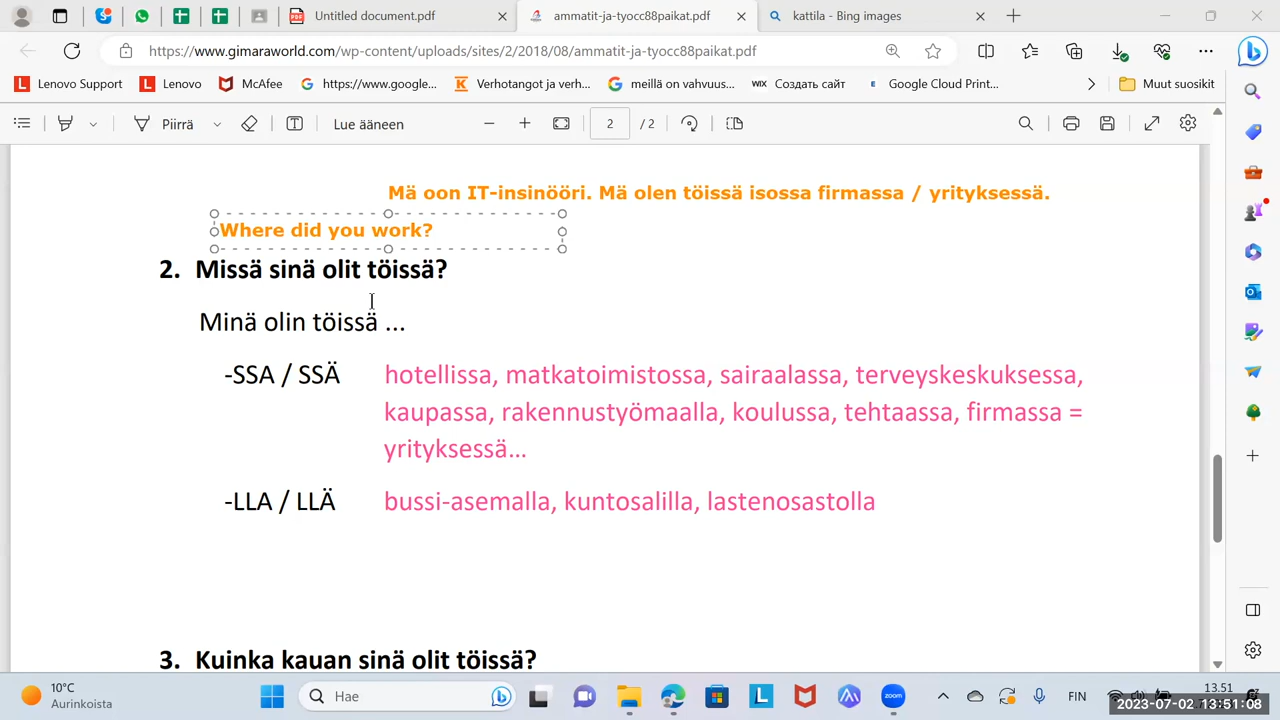 Untitled document.pdf
ammatit-ja-tyocc88paikat.pdf
kattila - Bing images
https://www.gimaraworld.com/wp-content/uploads/sites/2/2018/08/ammatit-ja-tyocc88paikat.pdf
Lenovo Support
Lenovo
McAfee
https://www.google...
Verhotangot ja verh...
meillä on vahvuus...
WIX Создать сайт
Google Cloud Print...
Muut suosikit
Piirrä
Lue ääneen
2 / 2
Mä oon IT-insinööri. Mä olen töissä isossa firmassa / yrityksessä.
Where did you work?
2. Missä sinä olit töissä?
Minä olin töissä ...
-SSA / SSÄ hotellissa, matkatoimistossa, sairaalassa, terveyskeskuksessa,
kaupassa, rakennustyömaalla, koulussa, tehtaassa, firmassa =
yrityksessä...
-LLA / LLÄ bussi-asemalla, kuntosalilla, lastenosastolla
3. Kuinka kauan sinä olit töissä?
10°C
Aurinkoista
Hae
zoom
FIN
13.51
2023-07-02 13:51:08